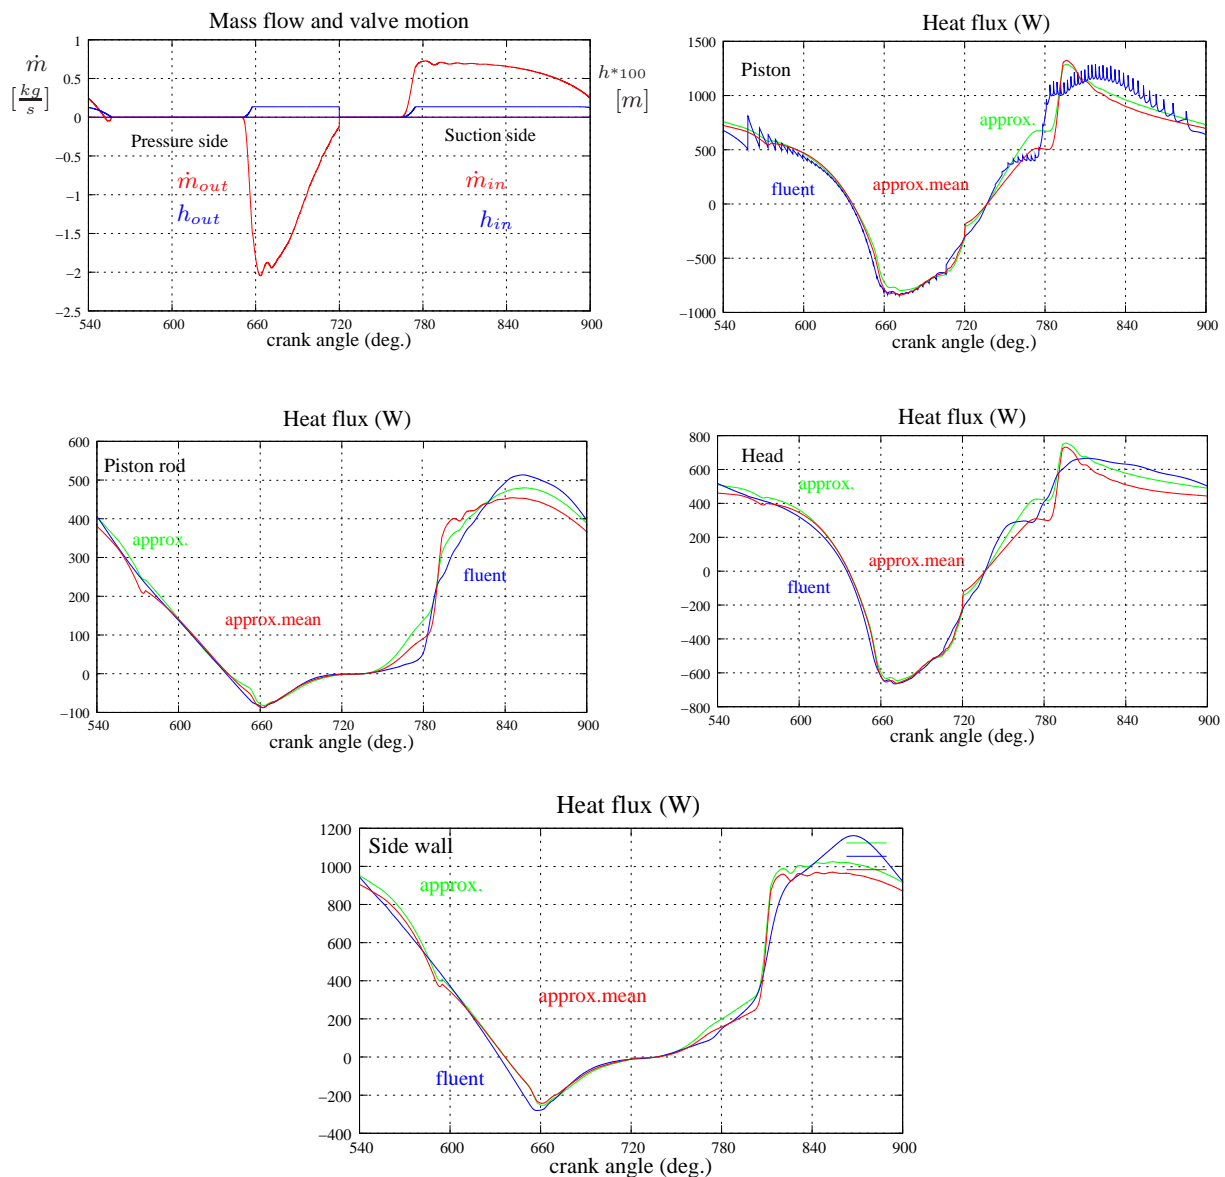 Mass flow and valve motion
ṁ
[kg/s]
1
0.5
0
−0.5
−1
−1.5
−2
−2.5
Pressure side
Suction side
ṁout
ṁin
hout
hin
h*100
[m]
540 600 660 720 780 840 900
crank angle (deg.)
Heat flux (W)
1500
1000
500
0
−500
−1000
Piston
approx.
fluent
approx.mean
540 600 660 720 780 840 900
crank angle (deg.)
Heat flux (W)
600
500
400
300
200
100
0
−100
Piston rod
approx.
fluent
approx.mean
540 600 660 720 780 840 900
crank angle (deg.)
Heat flux (W)
800
600
400
200
0
−200
−400
−600
−800
Head
approx.
approx.mean
fluent
540 600 660 720 780 840 900
crank angle (deg.)
Heat flux (W)
1200
1000
800
600
400
200
0
−200
−400
Side wall
approx.
approx.mean
fluent
540 600 660 720 780 840 900
crank angle (deg.)